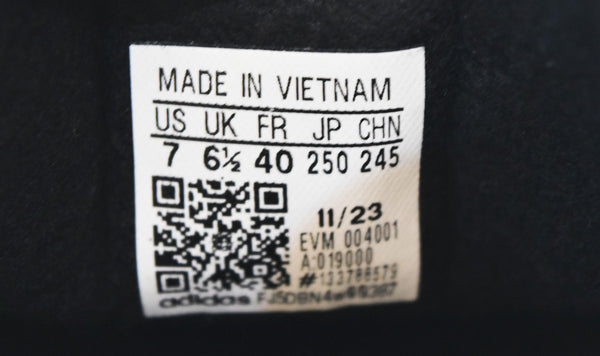 MADE IN VIETNAM
US UK FR JP CHN
7 6½ 40 250 245
11/23
EVM 004001
A:019000
#133788579
adidas